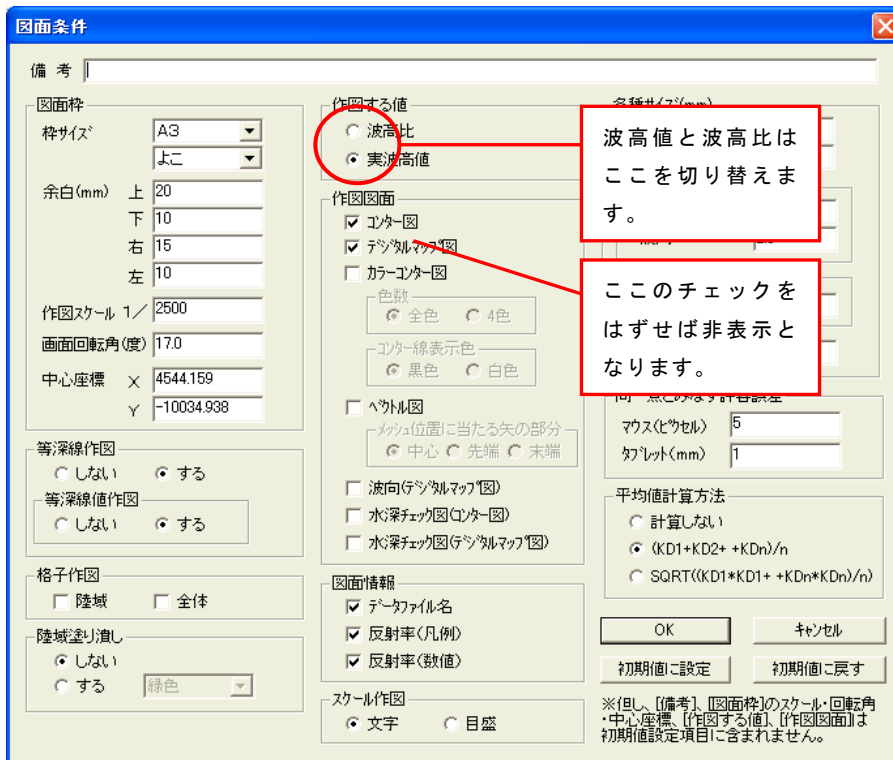 図面条件
備 考
図面枠
枠サイズ A3
よこ
余白(mm) 上 20
下 10
右 15
左 10
作図スケール 1/ 2500
画面回転角(度) 17.0
中心座標 X 4544.159
Y -10034.938
等深線作図
しない する
等深線値作図
しない する
格子作図
陸域 全体
陸域塗り潰し
しない
する 緑色
作図する値
波高比
実波高値
作図図面
コンター図
デジタルマップ図
カラーコンター図
色数
全色 4色
コンター線表示色
黒色 白色
ベクトル図
メッシュ位置に当たる矢の部分
中心 先端 末端
波向(デジタルマップ図)
水深チェック図(コンター図)
水深チェック図(デジタルマップ図)
図面情報
データファイル名
反射率(凡例)
反射率(数値)
スケール作図
文字 目盛
各種サイズ(mm)
波高値と波高比は
ここを切り替えま
す。
ここのチェックを
はずせば非表示と
なります。
マウス(ピクセル) 5
タブレット(mm) 1
平均値計算方法
計算しない
(KD1+KD2+ +KDn)/n
SQRT((KD1*KD1+ +KDn*KDn)/n)
OK キャンセル
初期値に設定 初期値に戻す
※但し、[備考]、[図面枠]のスケール・回転角
・中心座標、[作図する値]、[作図図面]は
初期値設定項目に含まれません。